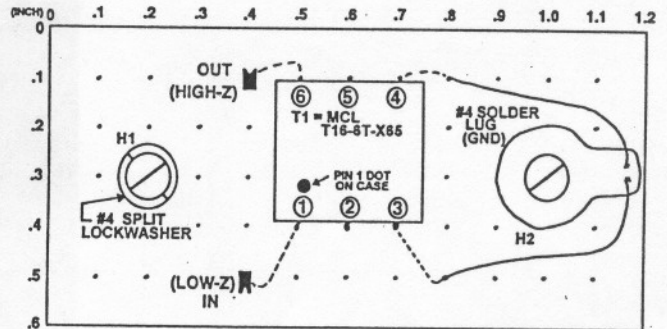 (INCH) 0 .1 .2 .3 .4 .5 .6 .7 .8 .9 1.0 1.1 1.2
0
.1
.2
.3
.4
.5
.6
OUT
(HIGH-Z)
6 5 4
T1 = MCL
T16-6T-X65
PIN 1 DOT
ON CASE
1 2 3
#4 SOLDER
LUG
(GND)
H1
#4 SPLIT
LOCKWASHER
H2
(LOW-Z)
IN